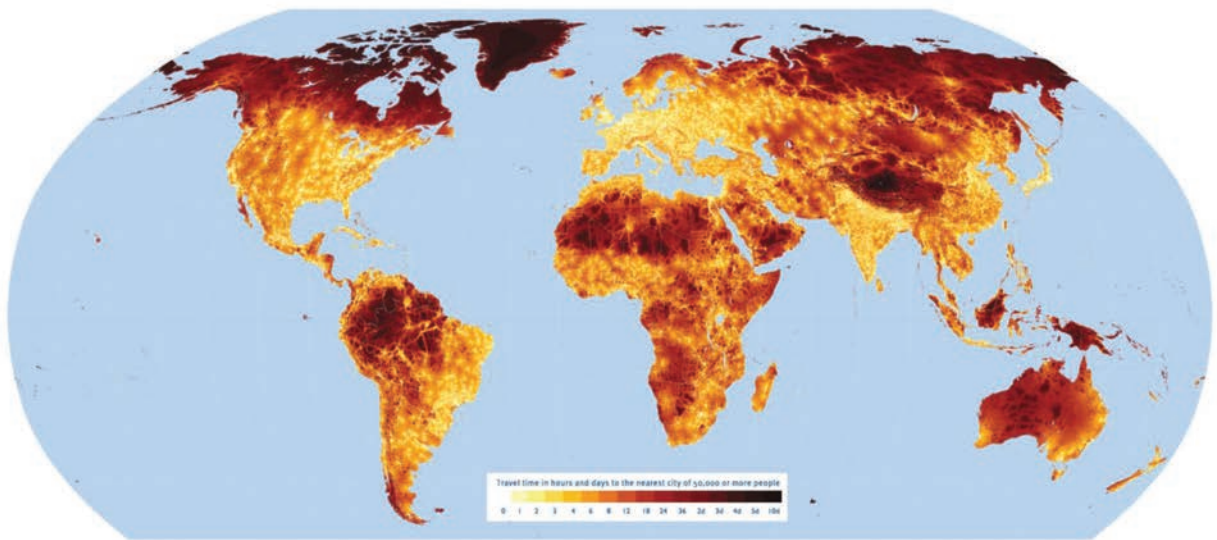 Travel time in hours and days to the nearest city of 50,000 or more people
0 1 2 3 4 6 8 12 18 24 36 2d 3d 4d 5d 10d